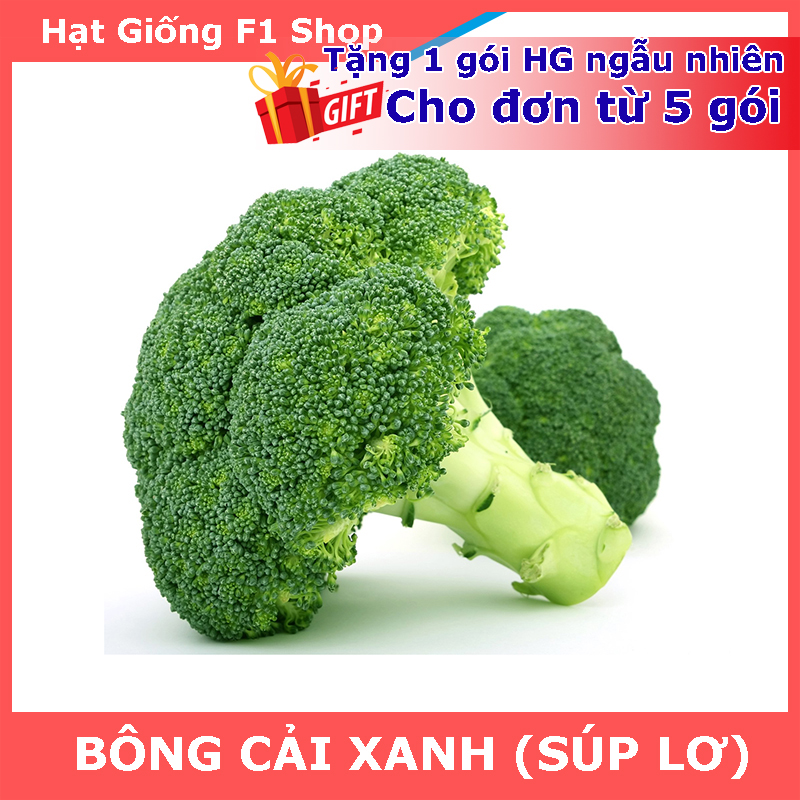 Hạt Giống F1 Shop
Tặng 1 gói HG ngẫu nhiên
GIFT
Cho đơn từ 5 gói
BÔNG CẢI XANH (SÚP LƠ)